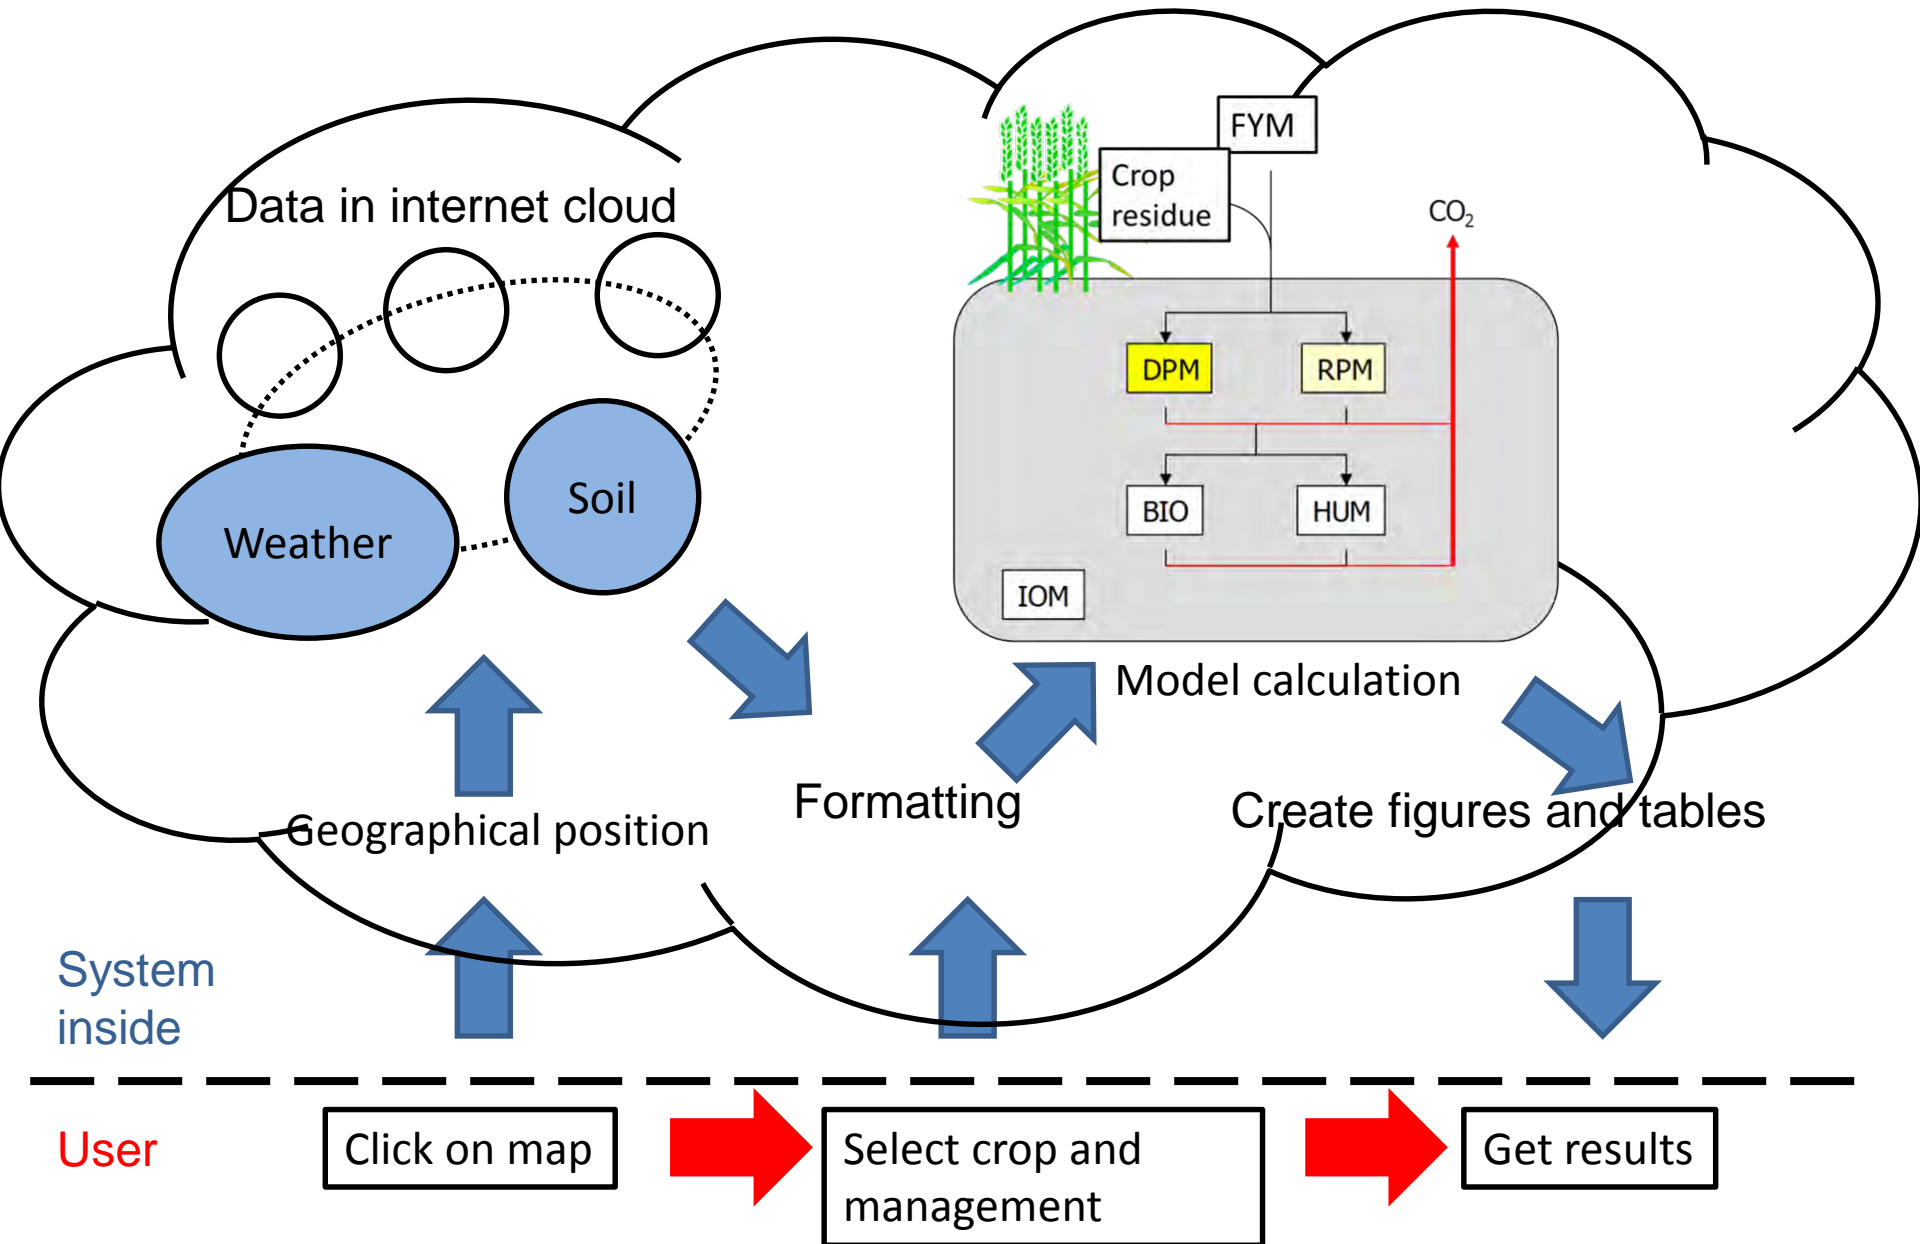 Data in internet cloud
FYM
Crop
residue
CO₂
DPM
RPM
BIO
HUM
IOM
Weather
Soil
Model calculation
Geographical position
Formatting
Create figures and tables
System
inside
User
Click on map
Select crop and
management
Get results